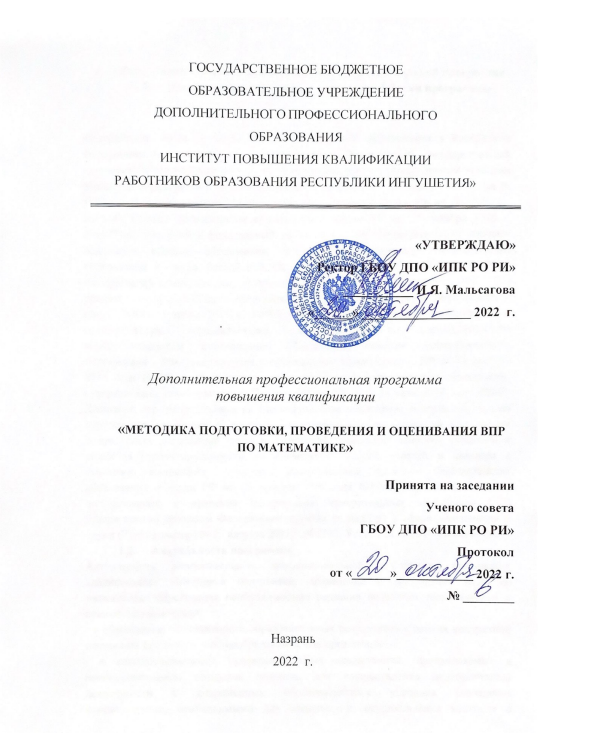 ГОСУДАРСТВЕННОЕ БЮДЖЕТНОЕ
ОБРАЗОВАТЕЛЬНОЕ УЧРЕЖДЕНИЕ
ДОПОЛНИТЕЛЬНОГО ПРОФЕССИОНАЛЬНОГО
ОБРАЗОВАНИЯ
ИНСТИТУТ ПОВЫШЕНИЯ КВАЛИФИКАЦИИ
РАБОТНИКОВ ОБРАЗОВАНИЯ РЕСПУБЛИКИ ИНГУШЕТИЯ»
«УТВЕРЖДАЮ»
Ректор ГБОУ ДПО «ИПК РО РИ»
И.Я. Мальсагова
октября 2022 г.
Дополнительная профессиональная программа
повышения квалификации
«МЕТОДИКА ПОДГОТОВКИ, ПРОВЕДЕНИЯ И ОЦЕНИВАНИЯ ВПР
ПО МАТЕМАТИКЕ»
Принята на заседании
Ученого совета
ГБОУ ДПО «ИПК РО РИ»
Протокол
от « 20 » октября 2022 г.
№ 6
Назрань
2022 г.